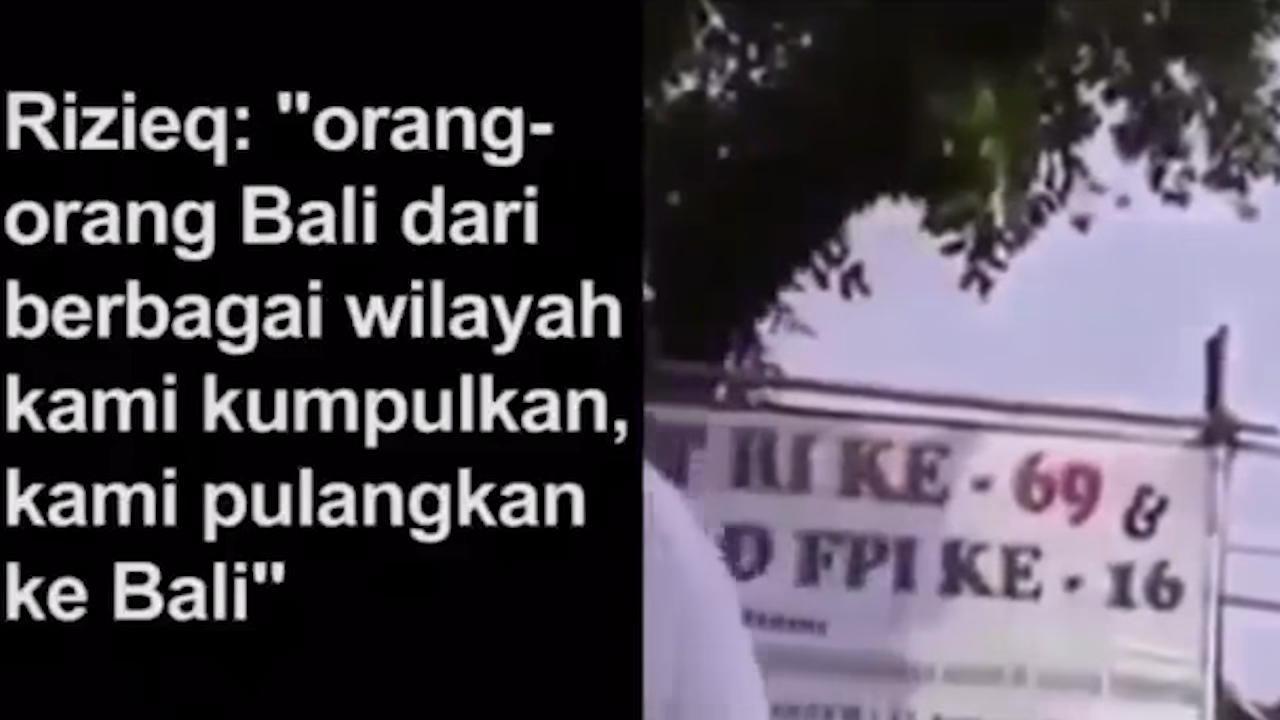 Rizieq: "orang-
orang Bali dari
berbagai wilayah
kami kumpulkan,
kami pulangkan
ke Bali"
T RI KE - 69 &
D FPI KE - 16